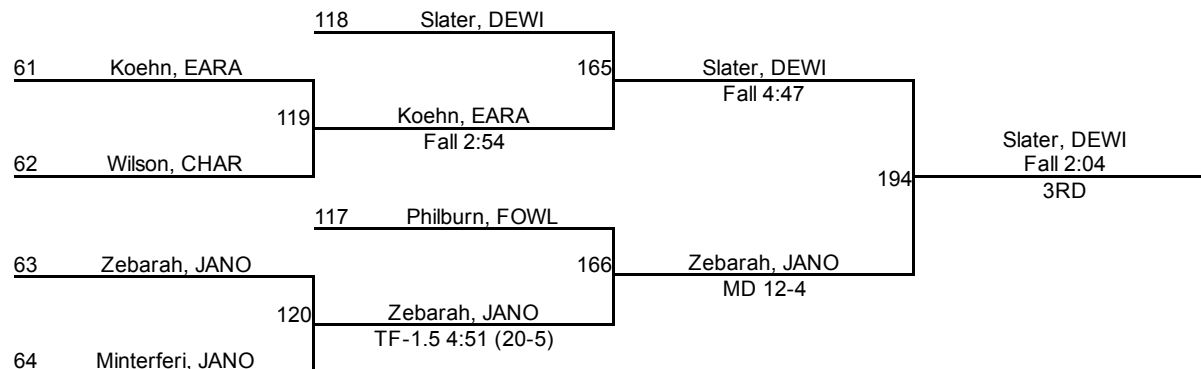 118 Slater, DEWI
61 Koehn, EARA
165 Slater, DEWI
Fall 4:47
119 Koehn, EARA
Fall 2:54
Slater, DEWI
62 Wilson, CHAR
Fall 2:04
194
3RD
117 Philburn, FOWL
63 Zebarah, JANO
166 Zebarah, JANO
MD 12-4
120 Zebarah, JANO
TF-1.5 4:51 (20-5)
64 Minterferi, JANO